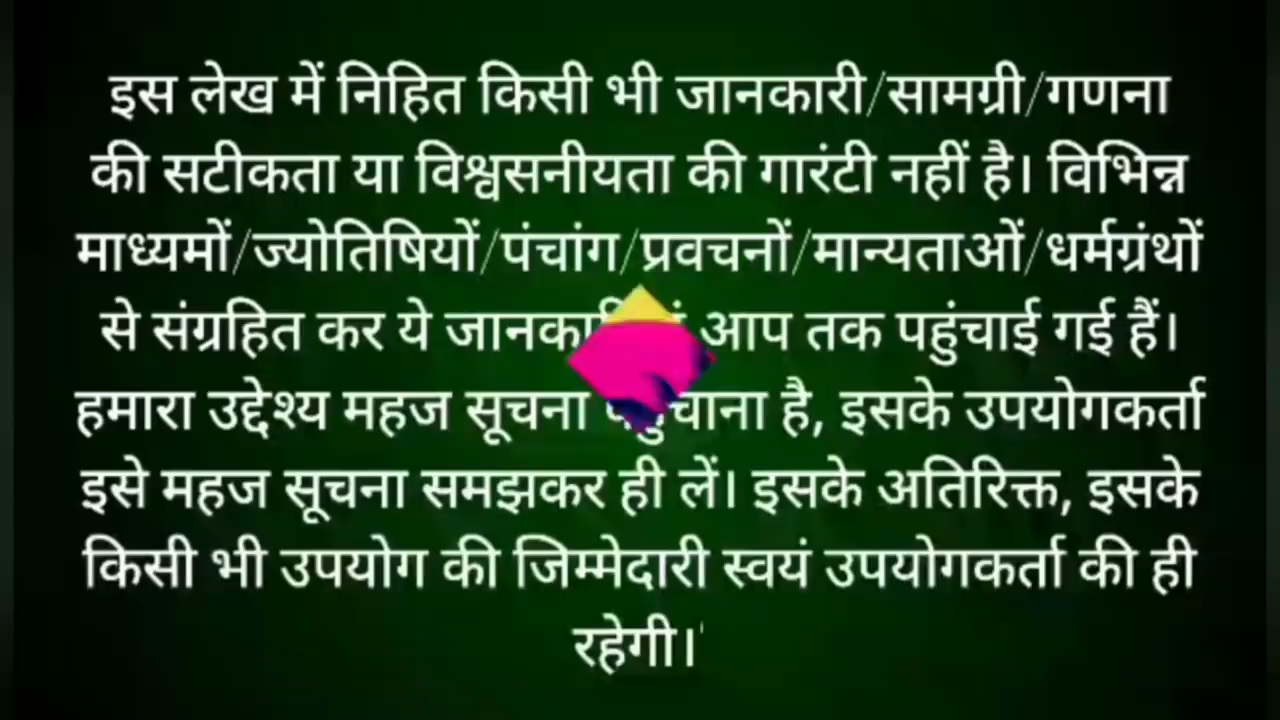 इस लेख में निहित किसी भी जानकारी/सामग्री/गणना
की सटीकता या विश्वसनीयता की गारंटी नहीं है। विभिन्न
माध्यमों/ज्योतिषियों/पंचांग/प्रवचनों/मान्यताओं/धर्मग्रंथों
से संग्रहित कर ये आप तक पहुंचाई गई हैं।
हमारा उद्देश्य महज सूचना है, इसके उपयोगकर्ता
इसे महज सूचना समझकर ही लें। इसके अतिरिक्त, इसके
किसी भी उपयोग की जिम्मेदारी स्वयं उपयोगकर्ता की ही
रहेगी।'